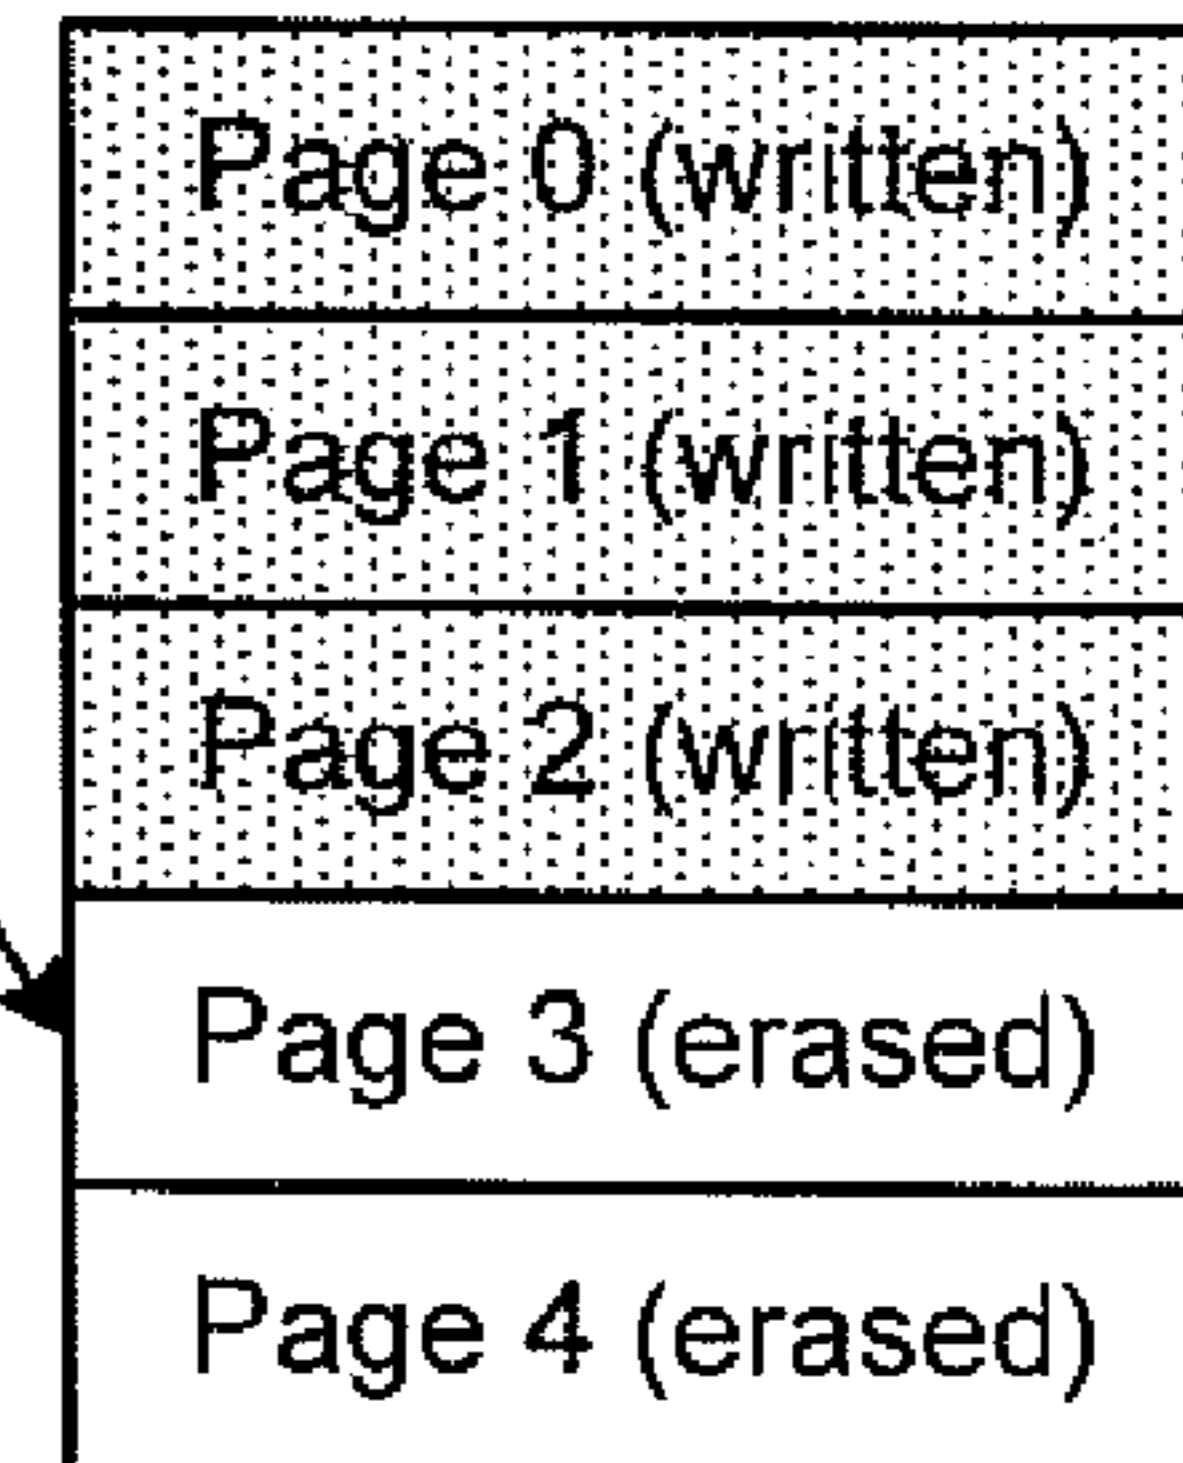 Page 0 (written)
Page 1 (written)
Page 2 (written)
Page 3 (erased)
Page 4 (erased)